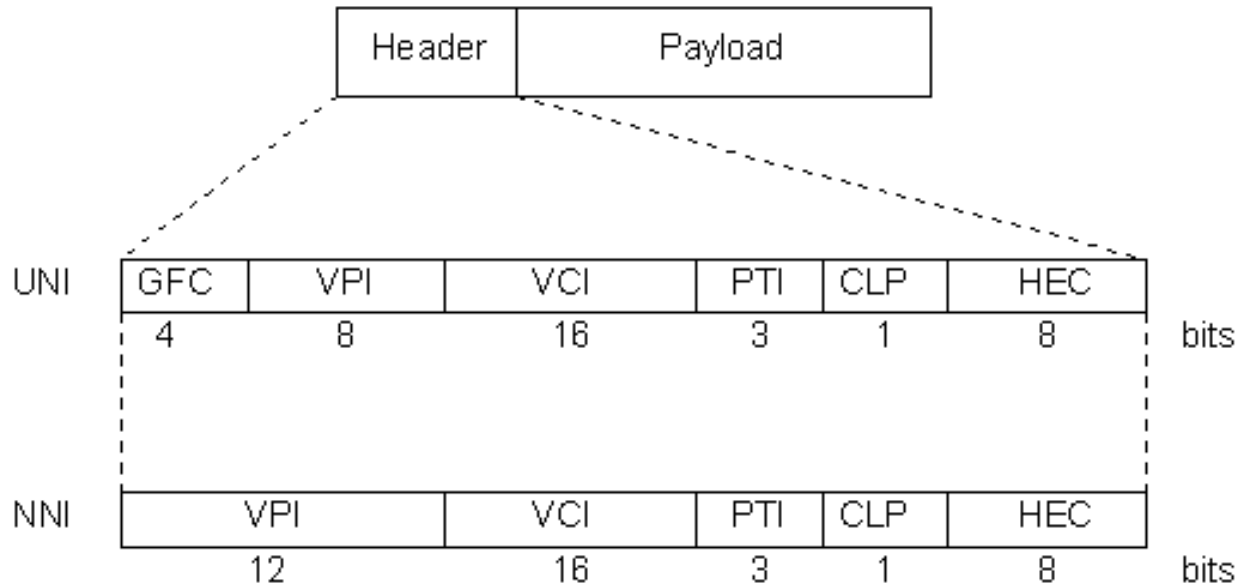 Header Payload
UNI GFC VPI VCI PTI CLP HEC
4 8 16 3 1 8 bits
NNI VPI VCI PTI CLP HEC
12 16 3 1 8 bits